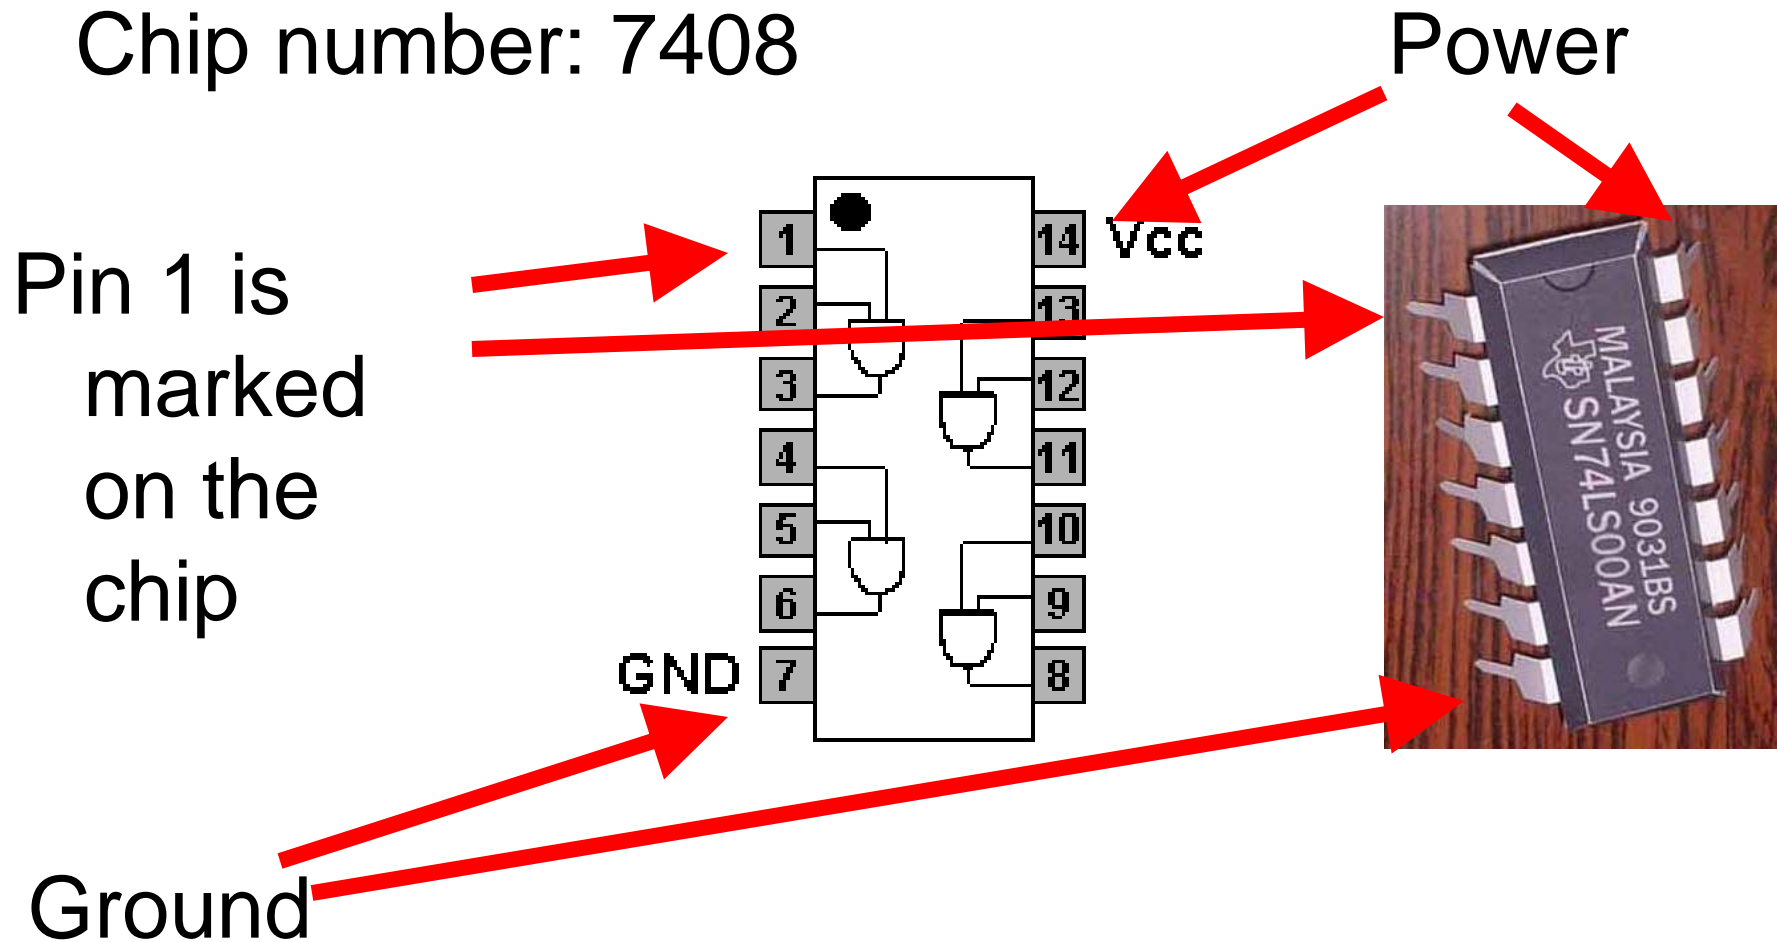 Chip number: 7408
Power
Pin 1 is
marked
on the
chip
1
2
3
4
5
6
7
GND
14 Vcc
13
12
11
10
9
8
MALAYSIA 9031BS
SN74LS00AN
Ground